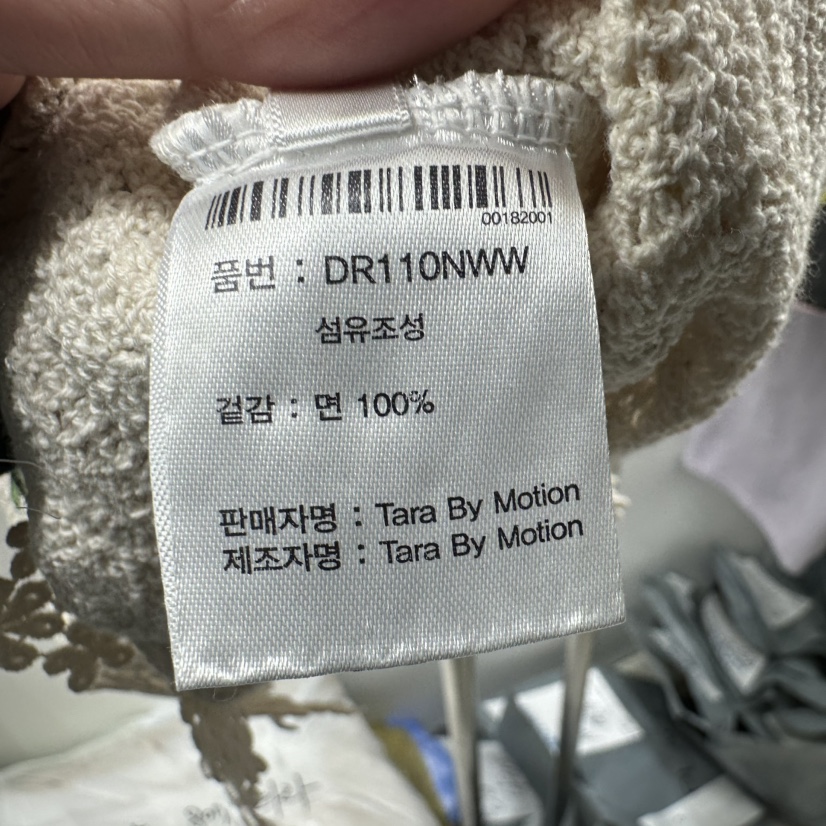 00182001
품번 : DR110NWW
섬유조성
겉감 : 면 100%
판매자명 : Tara By Motion
제조자명 : Tara By Motion